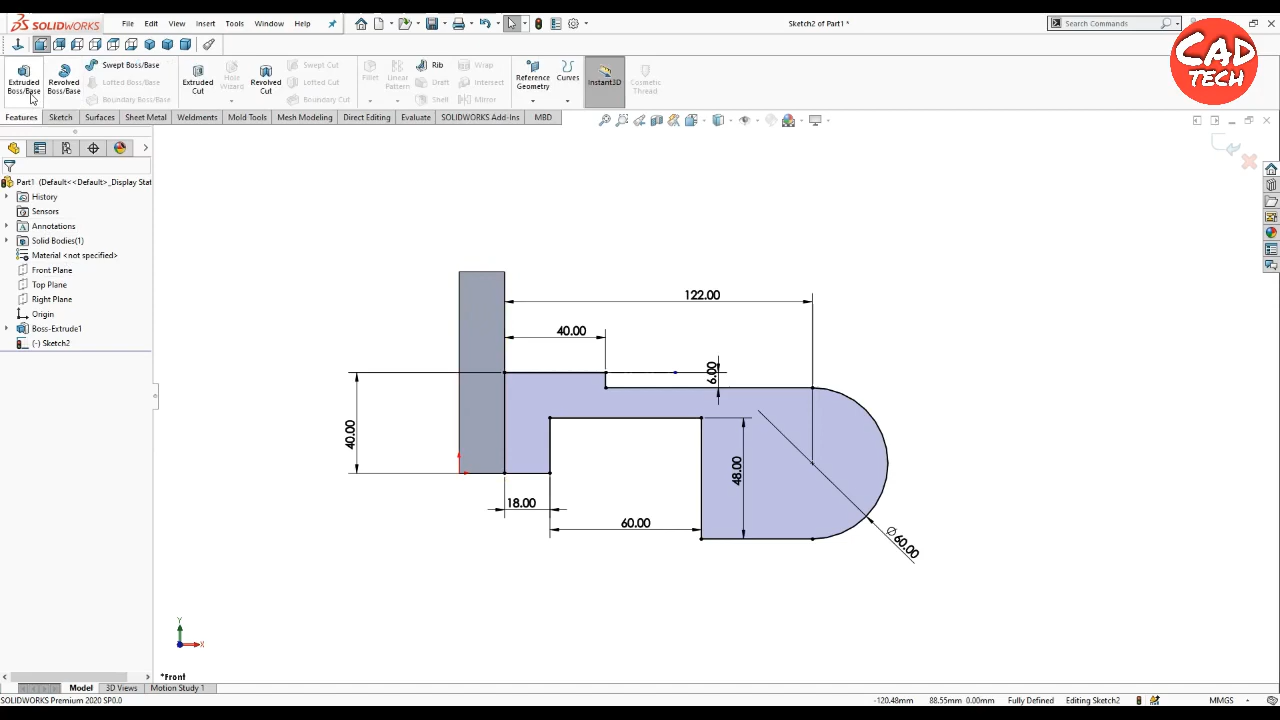 SOLIDWORKS File Edit View Insert Tools Window Help Sketch2 of Part1 * Search Commands
CAD TECH
Extruded Boss/Base
Revolved Boss/Base
Swept Boss/Base
Lofted Boss/Base
Boundary Boss/Base
Extruded Cut
Hole Wizard
Revolved Cut
Swept Cut
Lofted Cut
Boundary Cut
Fillet
Linear Pattern
Rib
Draft
Shell
Wrap
Intersect
Mirror
Reference Geometry
Curves
Instant3D
Cosmetic Thread
Features Sketch Surfaces Sheet Metal Weldments Mold Tools Mesh Modeling Direct Editing Evaluate SOLIDWORKS Add-Ins MBD
Part1 (Default<<Default>_Display Stat
History
Sensors
Annotations
Solid Bodies(1)
Material <not specified>
Front Plane
Top Plane
Right Plane
Origin
Boss-Extrude1
(-) Sketch2
122.00
40.00
6.00
40.00
48.00
18.00
60.00
Ø60.00
Y
X
*Front
Model 3D Views Motion Study 1
SOLIDWORKS Premium 2020 SP0.0 -120.48mm 88.55mm 0.00mm Fully Defined Editing Sketch2 MMGS